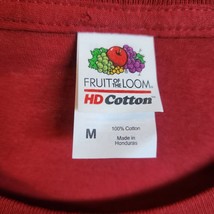 FRUIT OF THE LOOM
HD Cotton
M
100% Cotton
Made in
Honduras